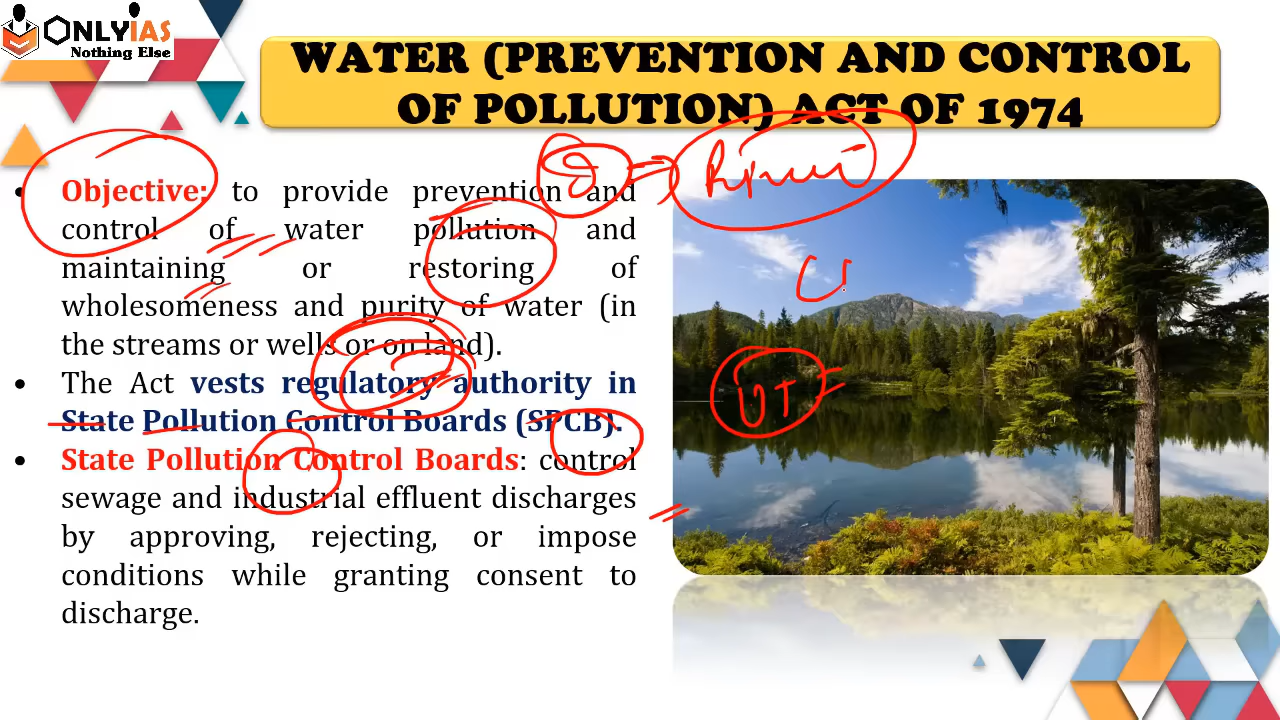 ONLYIAS
Nothing Else
WATER (PREVENTION AND CONTROL
OF POLLUTION) ACT OF 1974
• Objective: to provide prevention and
control of water pollution and
maintaining or restoring of
wholesomeness and purity of water (in
the streams or wells or on land).
• The Act vests regulatory authority in
State Pollution Control Boards (SPCB).
• State Pollution Control Boards: control
sewage and industrial effluent discharges
by approving, rejecting, or impose
conditions while granting consent to
discharge.
UT